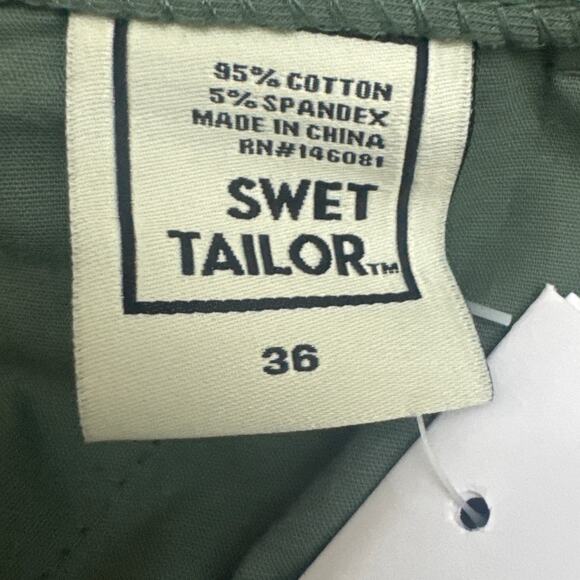 95% COTTON
5% SPANDEX
MADE IN CHINA
RN#146081
SWET
TAILOR™
36